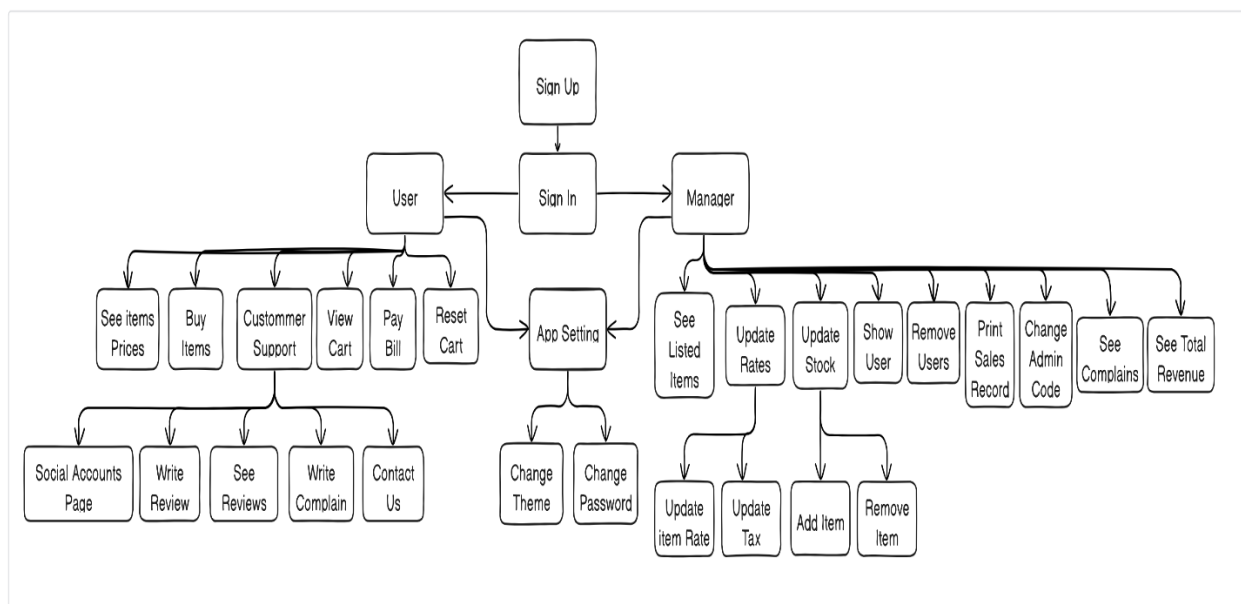 Sign Up
User
Sign In
Manager
See items
Prices
Buy
Items
Custommer
Support
View
Cart
Pay
Bill
Reset
Cart
App Setting
See
Listed
Items
Update
Rates
Update
Stock
Show
User
Remove
Users
Print
Sales
Record
Change
Admin
Code
See
Complains
See Total
Revenue
Social Accounts
Page
Write
Review
See
Reviews
Write
Complain
Contact
Us
Change
Theme
Change
Password
Update
item Rate
Update
Tax
Add Item
Remove
Item